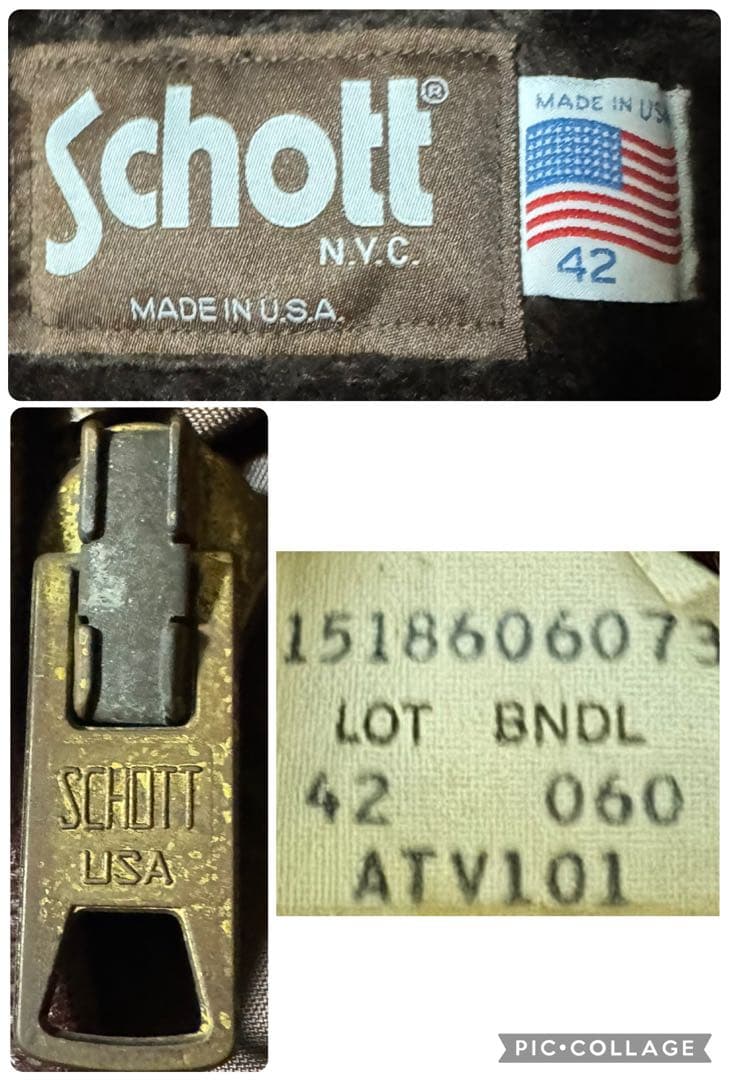 Schott®
N.Y.C.
MADE IN U.S.A.
MADE IN USA
42
SCHOTT
USA
1518606073
LOT BNDL
42 060
ATV101
PIC•COLLAGE